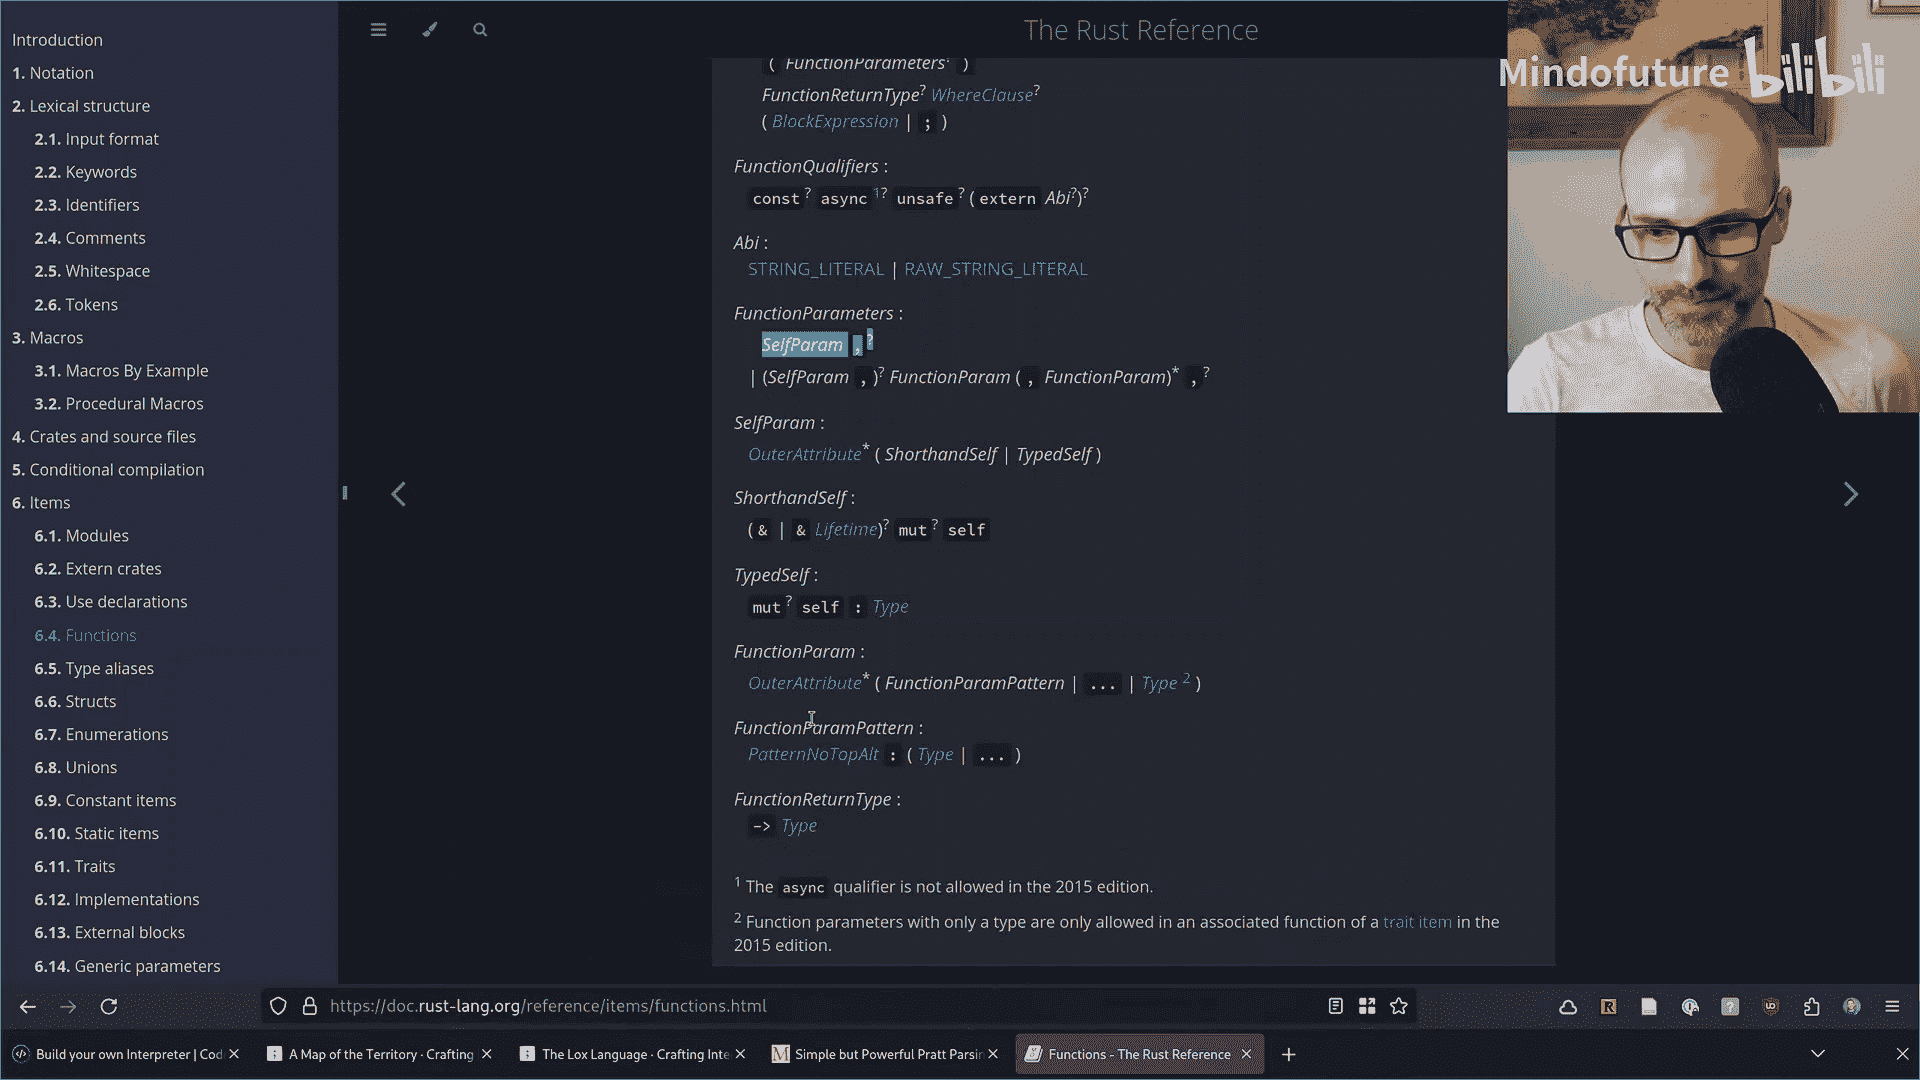 Introduction
1. Notation
2. Lexical structure
2.1. Input format
2.2. Keywords
2.3. Identifiers
2.4. Comments
2.5. Whitespace
2.6. Tokens
3. Macros
3.1. Macros By Example
3.2. Procedural Macros
4. Crates and source files
5. Conditional compilation
6. Items
6.1. Modules
6.2. Extern crates
6.3. Use declarations
6.4. Functions
6.5. Type aliases
6.6. Structs
6.7. Enumerations
6.8. Unions
6.9. Constant items
6.10. Static items
6.11. Traits
6.12. Implementations
6.13. External blocks
6.14. Generic parameters
The Rust Reference
Mindofuture bilibili
( FunctionParameters? )
FunctionReturnType? WhereClause?
( BlockExpression | ; )
FunctionQualifiers :
const? async1? unsafe? (extern Abi?)?
Abi :
STRING_LITERAL | RAW_STRING_LITERAL
FunctionParameters :
SelfParam ,?
| (SelfParam ,)? FunctionParam (, FunctionParam)* ,?
SelfParam :
OuterAttribute* ( ShorthandSelf | TypedSelf )
ShorthandSelf :
(& | & Lifetime)? mut? self
TypedSelf :
mut? self : Type
FunctionParam :
OuterAttribute* ( FunctionParamPattern | ... | Type 2 )
FunctionParamPattern :
PatternNoTopAlt : ( Type | ... )
FunctionReturnType :
-> Type
1 The async qualifier is not allowed in the 2015 edition.
2 Function parameters with only a type are only allowed in an associated function of a trait item in the
2015 edition.
https://doc.rust-lang.org/reference/items/functions.html
Build your own Interpreter | Cod
A Map of the Territory · Crafting
The Lox Language · Crafting Inte
Simple but Powerful Pratt Parsin
Functions - The Rust Reference